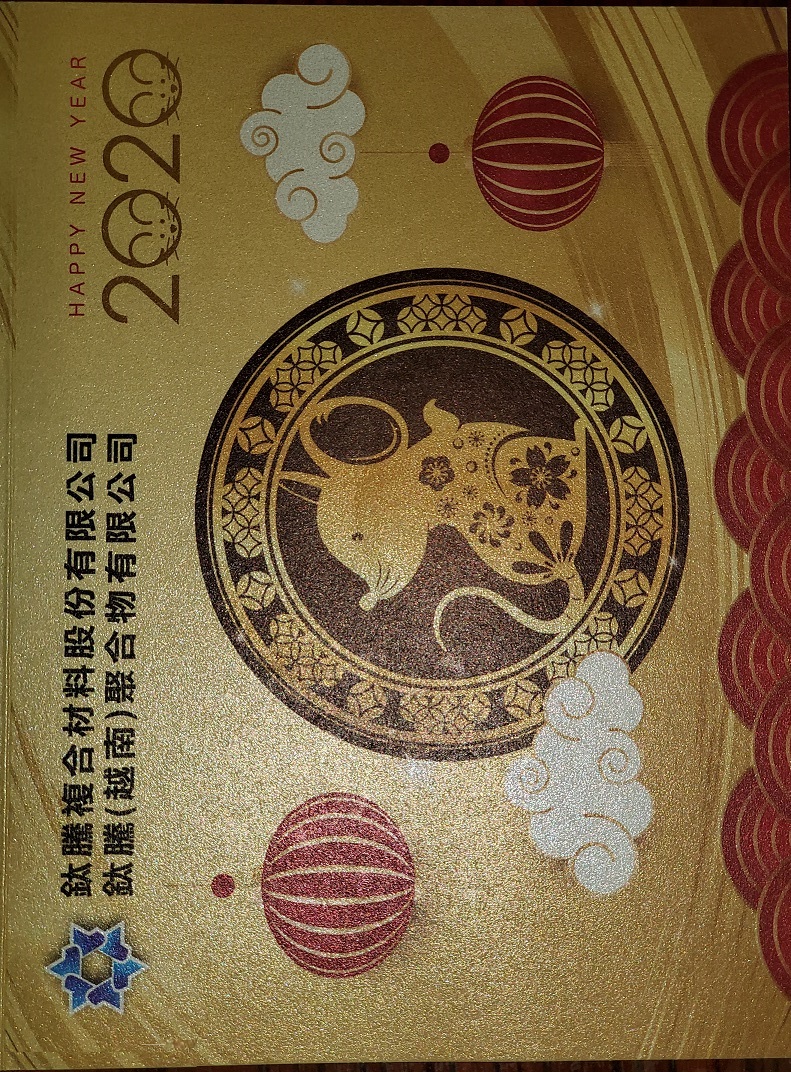 鈦騰複合材料股份有限公司
鈦騰(越南)聚合物有限公司
HAPPY NEW YEAR
2020